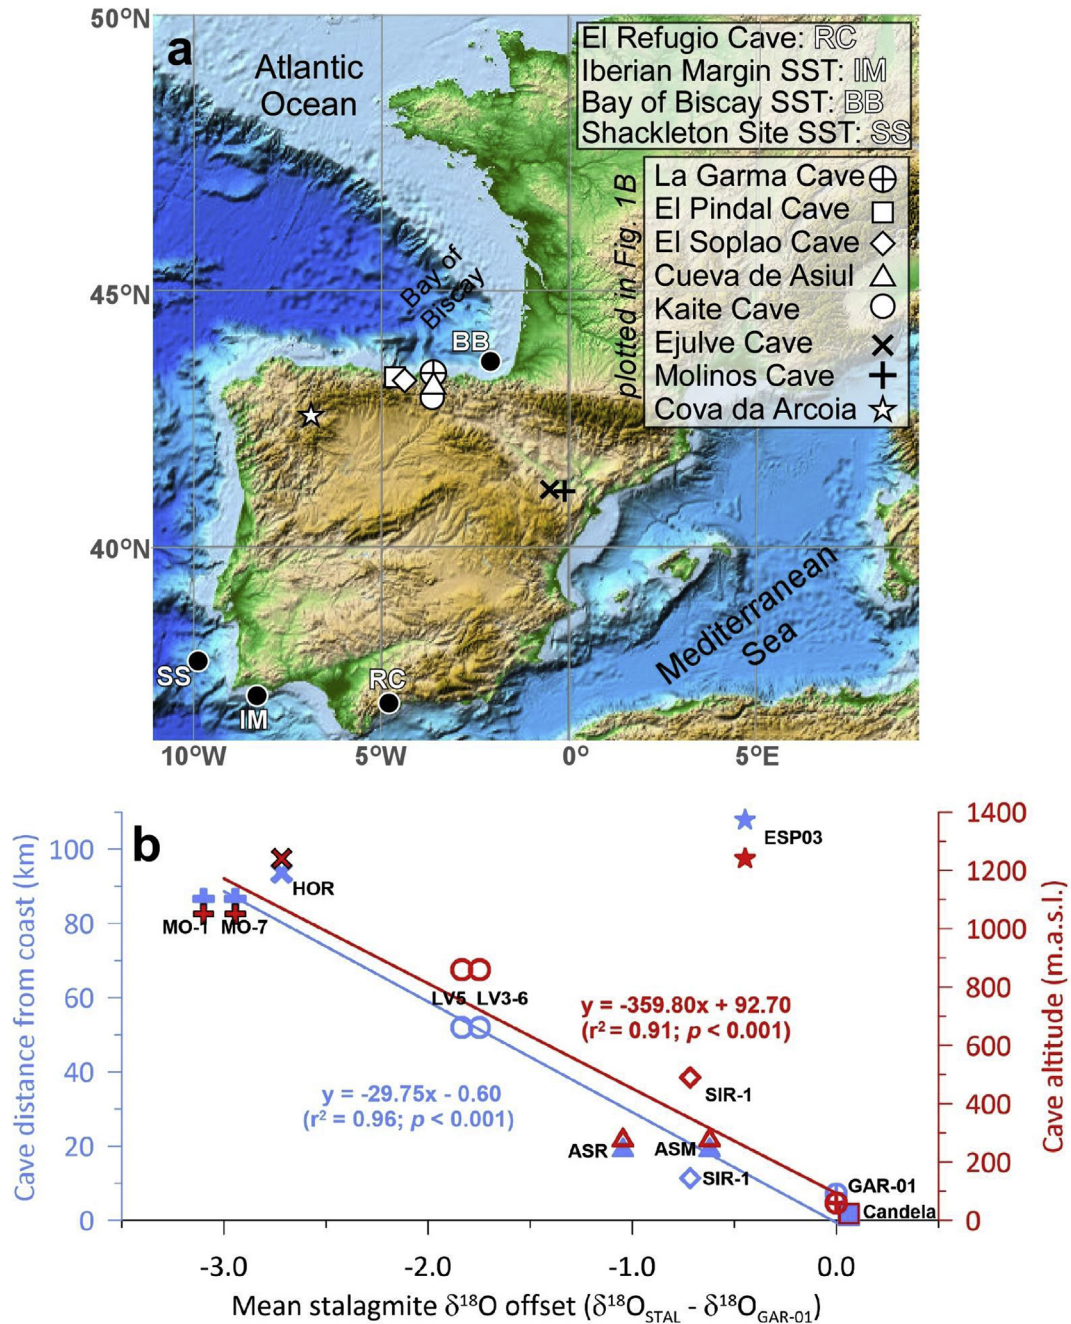 50°N
a
Atlantic
Ocean
El Refugio Cave: RC
Iberian Margin SST: IM
Bay of Biscay SST: BB
Shackleton Site SST: SS
plotted in Fig. 1B
La Garma Cave
El Pindal Cave
El Soplao Cave
Cueva de Asiul
Kaite Cave
Ejulve Cave
Molinos Cave
Cova da Arcoia
45°N
Bay of
Biscay
BB
40°N
Mediterranean
Sea
SS
IM
RC
10°W
5°W
0°
5°E
b
Cave distance from coast (km)
100
80
60
40
20
0
Cave altitude (m.a.s.l.)
1400
1200
1000
800
600
400
200
0
ESP03
HOR
MO-1
MO-7
LV5
LV3-6
y = -359.80x + 92.70
(r² = 0.91; p < 0.001)
y = -29.75x - 0.60
(r² = 0.96; p < 0.001)
SIR-1
ASR
ASM
SIR-1
GAR-01
Candela
-3.0
-2.0
-1.0
0.0
Mean stalagmite δ¹⁸O offset (δ¹⁸O_STAL - δ¹⁸O_GAR-01)